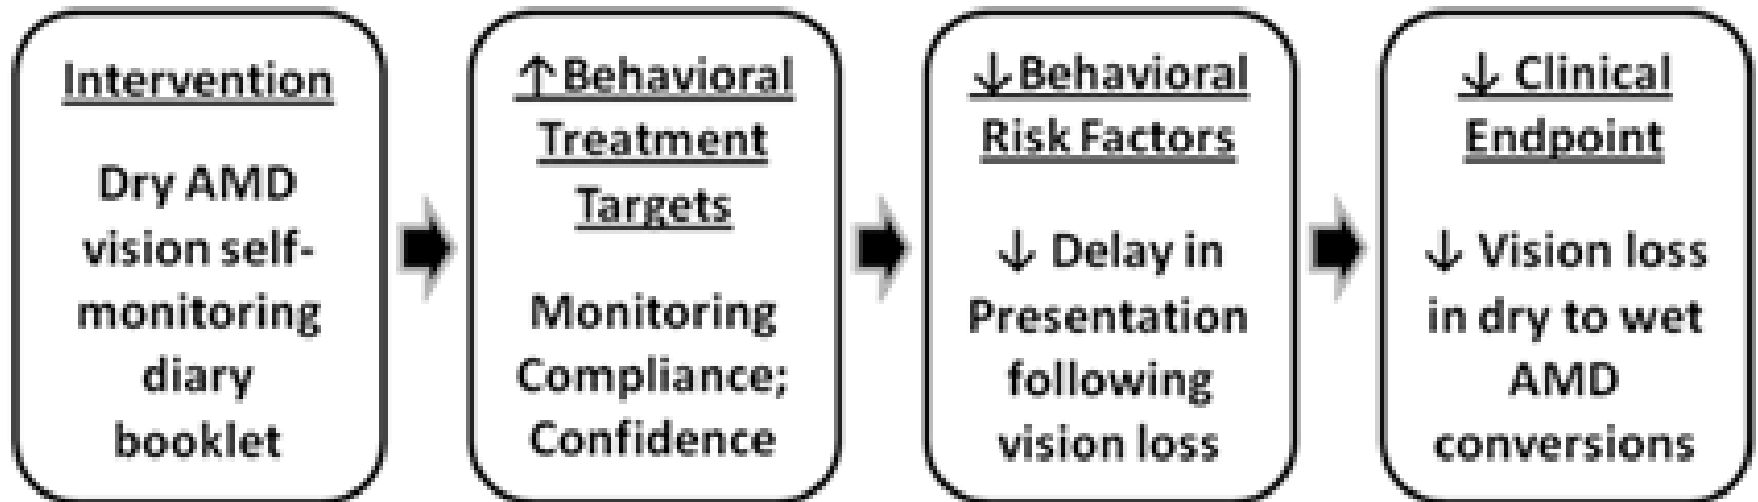 Intervention
Dry AMD
vision self-
monitoring
diary
booklet
↑Behavioral
Treatment
Targets
Monitoring
Compliance;
Confidence
↓Behavioral
Risk Factors
↓ Delay in
Presentation
following
vision loss
↓ Clinical
Endpoint
↓ Vision loss
in dry to wet
AMD
conversions